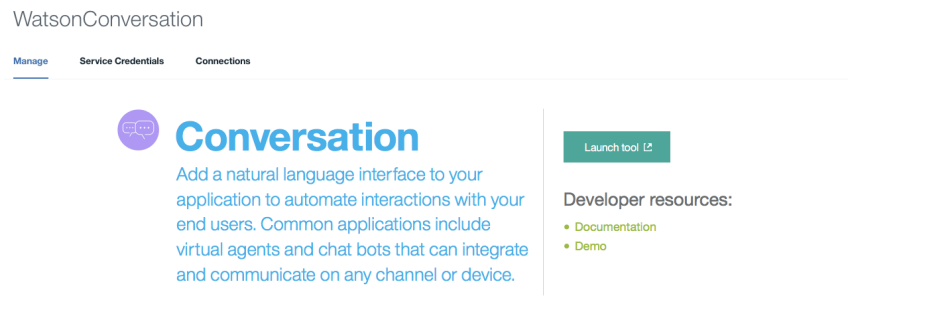 WatsonConversation
Manage
Service Credentials
Connections
Conversation
Add a natural language interface to your
application to automate interactions with your
end users. Common applications include
virtual agents and chat bots that can integrate
and communicate on any channel or device.
Launch tool
Developer resources:
• Documentation
• Demo